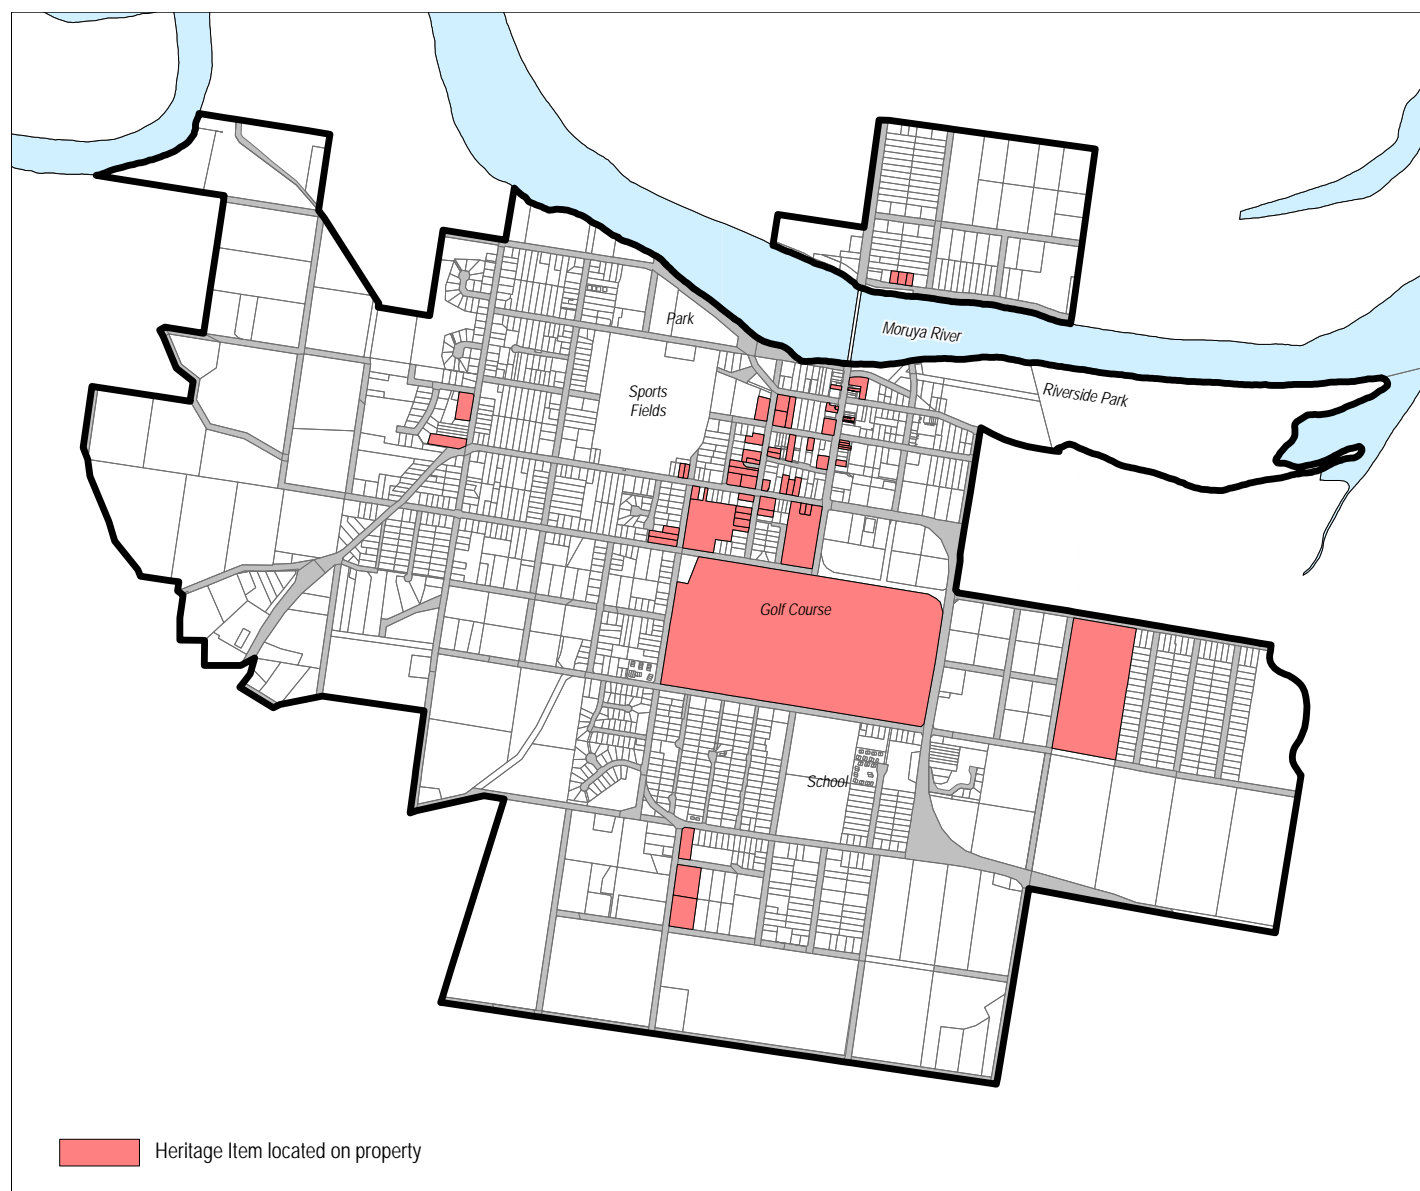 Park
Moruya River
Sports
Fields
Riverside Park
Golf Course
School
Heritage Item located on property